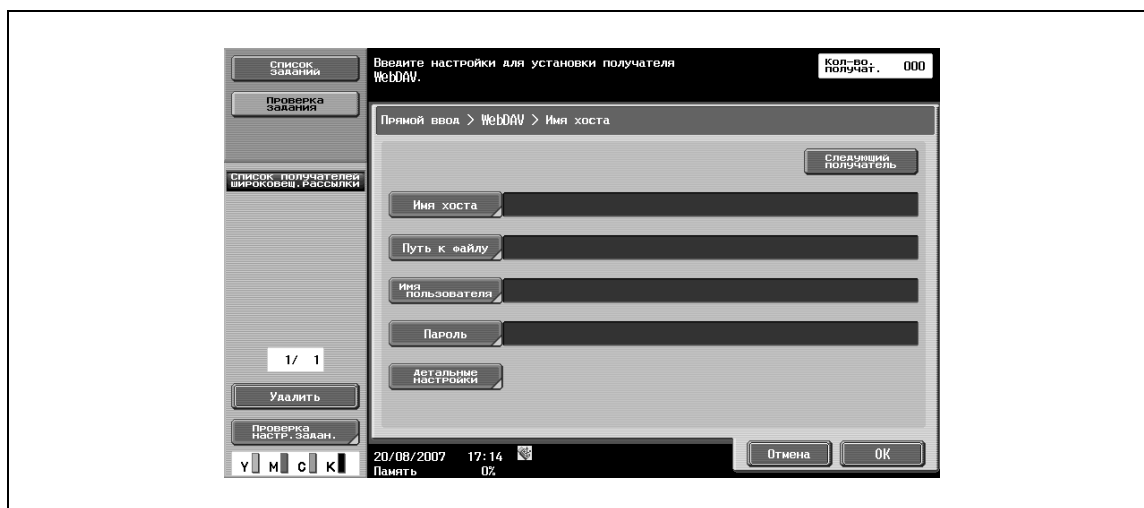 Список
заданий
Проверка
задания
Список получателей
широковещ.рассылки
1/ 1
Удалить
Проверка
настр.задан.
Y M C K
Введите настройки для установки получателя
WebDAV.
Кол-во.
получат. 000
Прямой ввод > WebDAV > Имя хоста
Следующий
получатель
Имя хоста
Путь к файлу
Имя
пользователя
Пароль
Детальные
настройки
20/08/2007 17:14
Память 0%
Отмена
OK